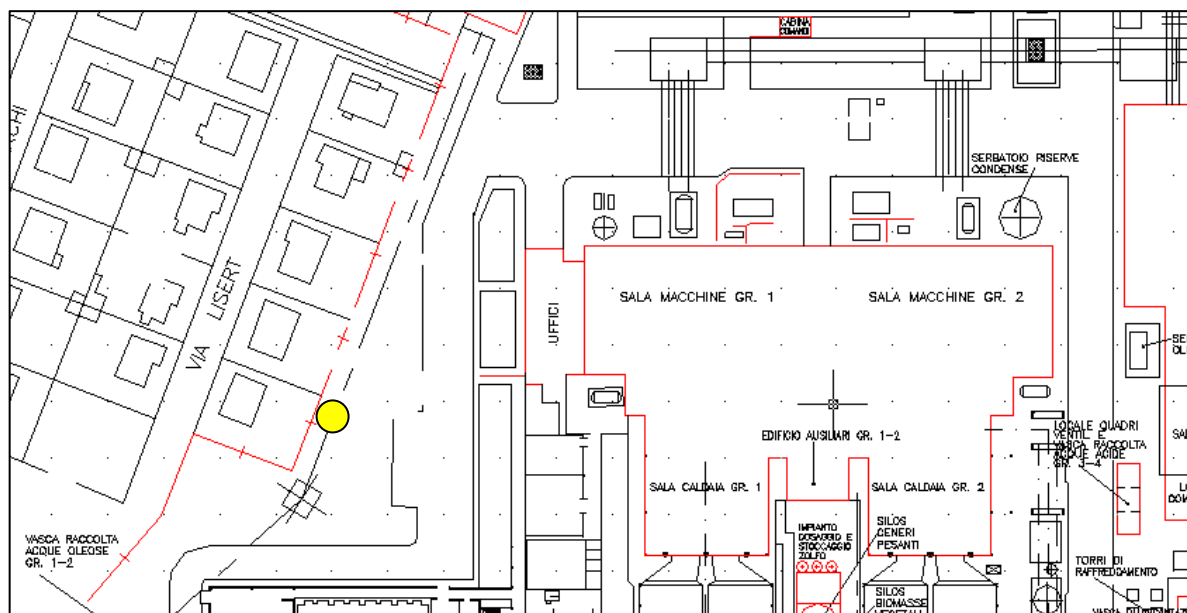 CABINA
COMANDI
CHI
SERBATOIO RISERVE
CONDENSE
VIA LISERT
UFFICI
SALA MACCHINE GR. 1
SALA MACCHINE GR. 2
EDIFICIO AUSILIARI GR. 1-2
LOCALE QUADRI
VENTIL E
VASCA RACCOLTA
ACQUE ACIDE
GR. 3-4
SALA CALDAIA GR. 1
SALA CALDAIA GR. 2
IMPIANTO
DOSAGGIO E
STOCCAGGIO
ZOLFO
SILOS
CENERI
PESANTI
VASCA RACCOLTA
ACQUE OLEOSE
GR. 1-2
TORRI DI
RAFFREDDAMENTO
SILOS
BIOMASSE